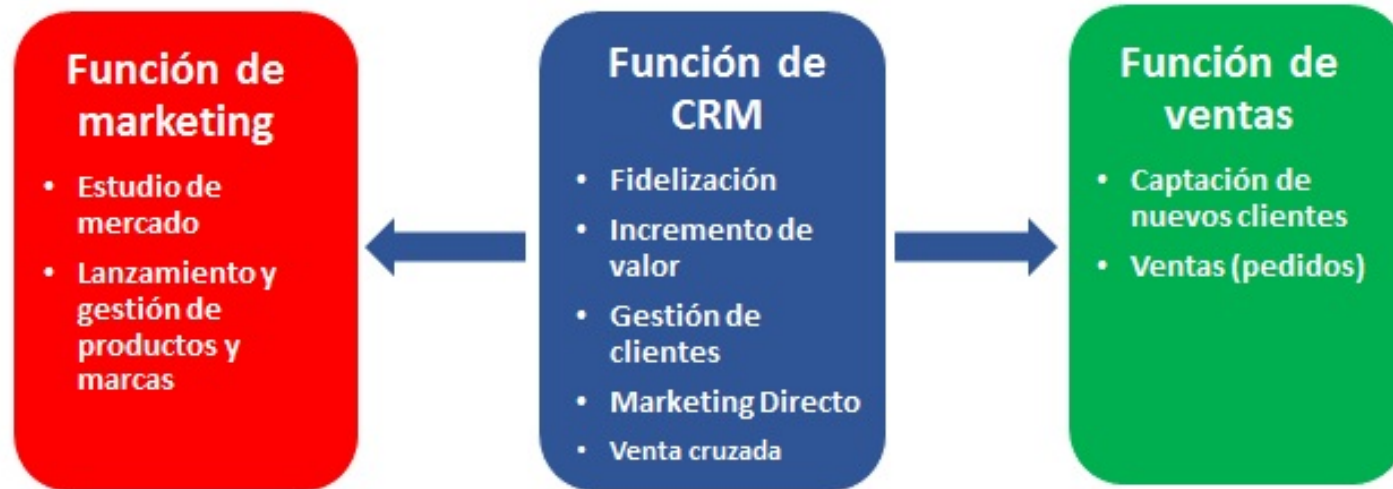 Función de
marketing
• Estudio de
mercado
• Lanzamiento y
gestión de
productos y
marcas
Función de
CRM
• Fidelización
• Incremento de
valor
• Gestión de
clientes
• Marketing Directo
• Venta cruzada
Función de
ventas
• Captación de
nuevos clientes
• Ventas (pedidos)